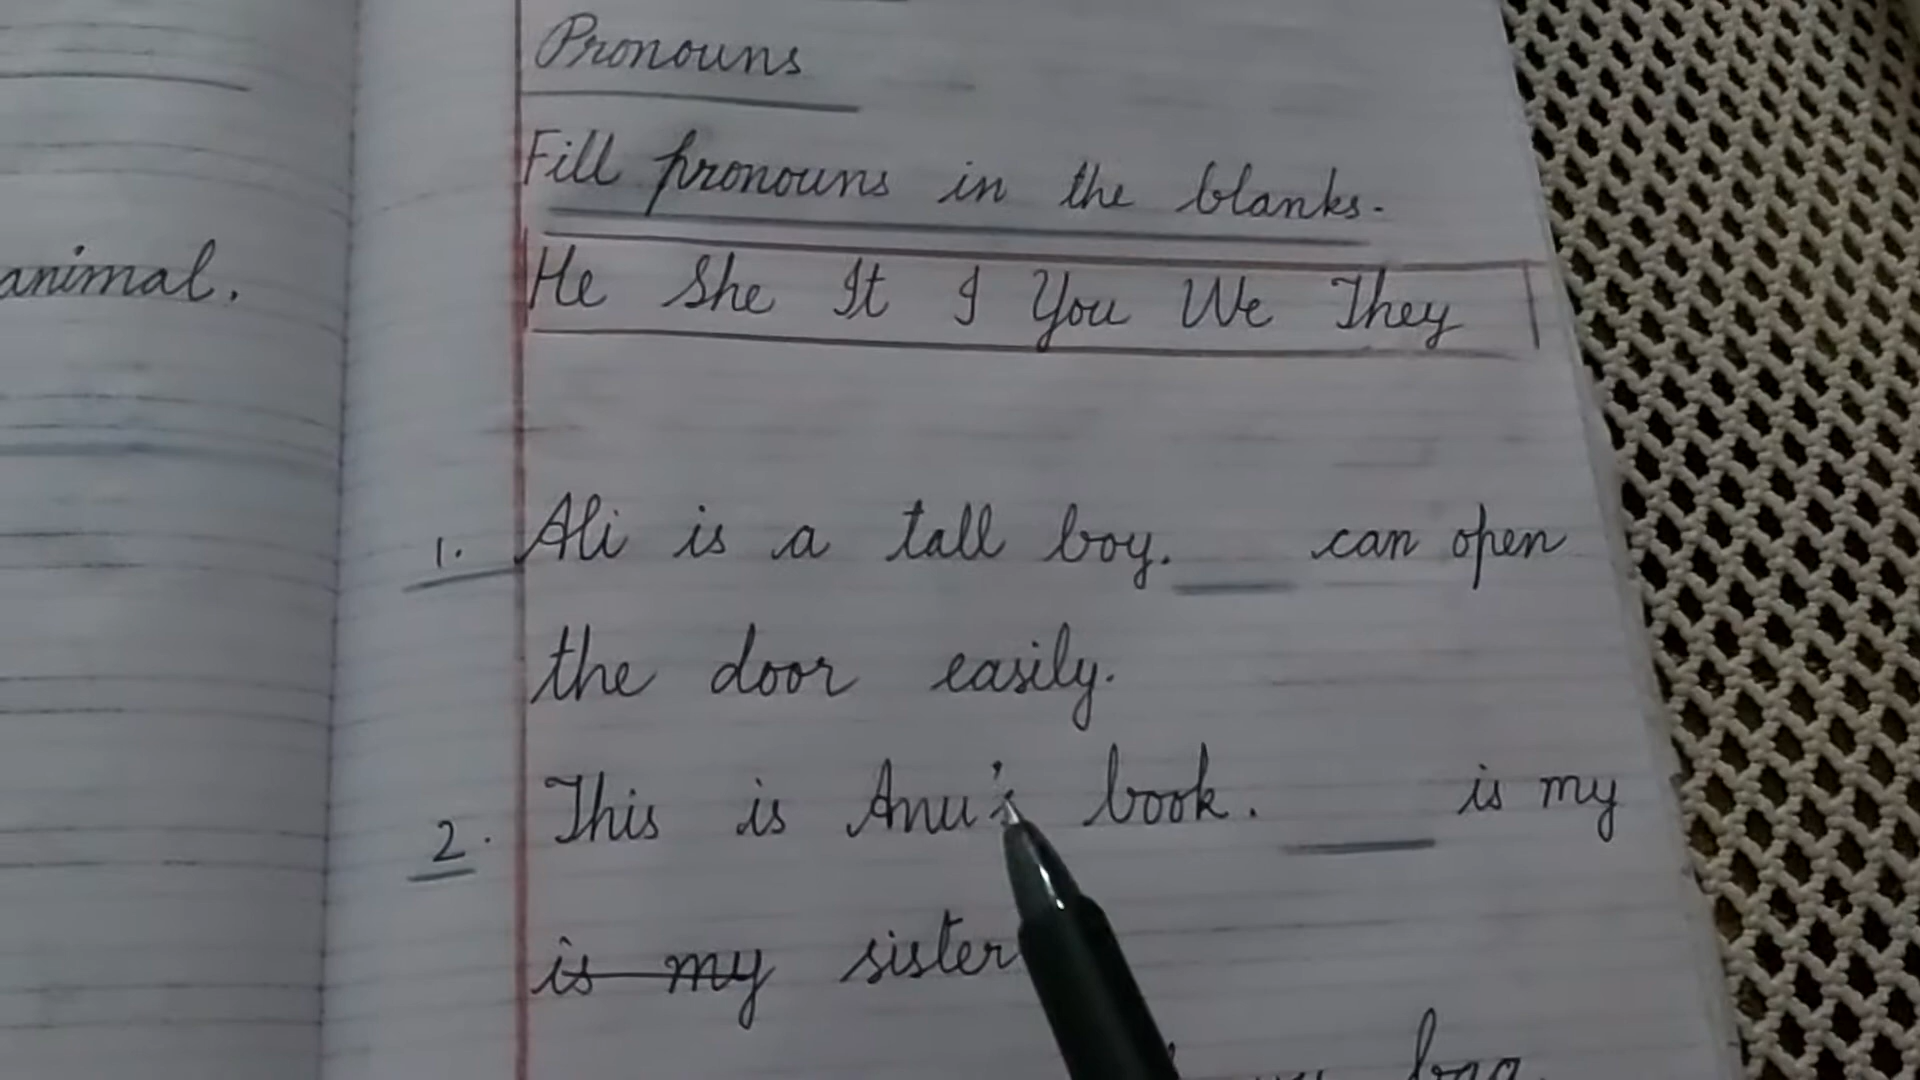 Pronouns
Fill pronouns in the blanks.
He She It I You We They
animal.
1. Ali is a tall boy. ___ can open
the door easily.
2. This is Anu's book. ___ is my
is my sister
bag.